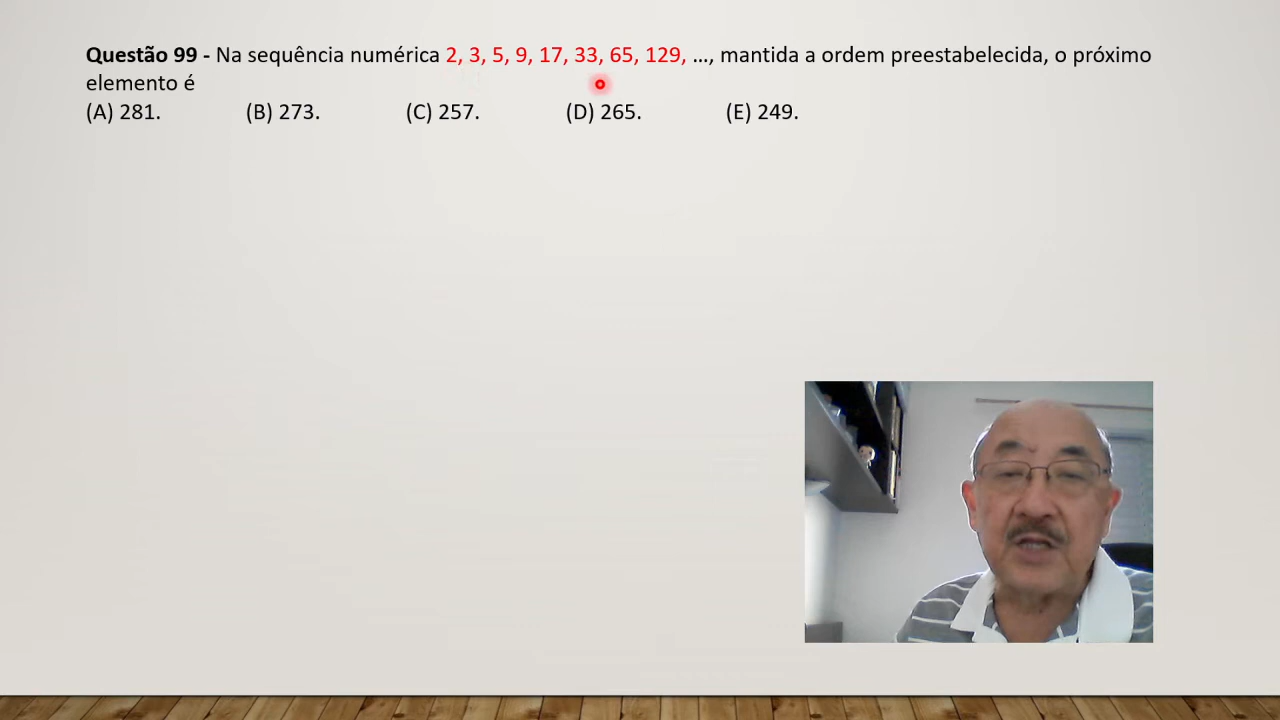 Questão 99 - Na sequência numérica 2, 3, 5, 9, 17, 33, 65, 129, ..., mantida a ordem preestabelecida, o próximo
elemento é
(A) 281. (B) 273. (C) 257. (D) 265. (E) 249.